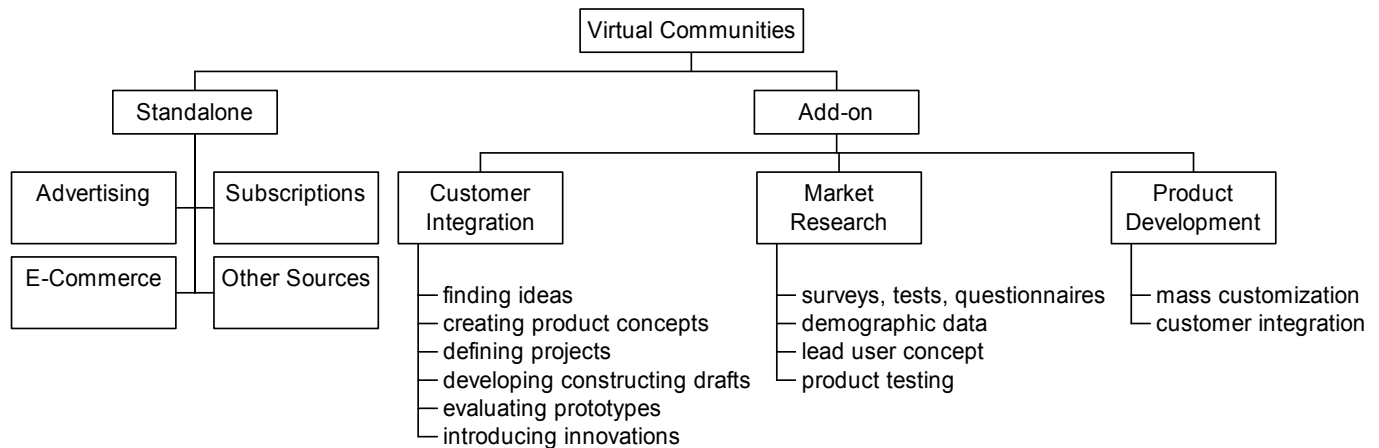 Virtual Communities
Standalone
Add-on
Advertising
Subscriptions
E-Commerce
Other Sources
Customer
Integration
finding ideas
creating product concepts
defining projects
developing constructing drafts
evaluating prototypes
introducing innovations
Market
Research
surveys, tests, questionnaires
demographic data
lead user concept
product testing
Product
Development
mass customization
customer integration